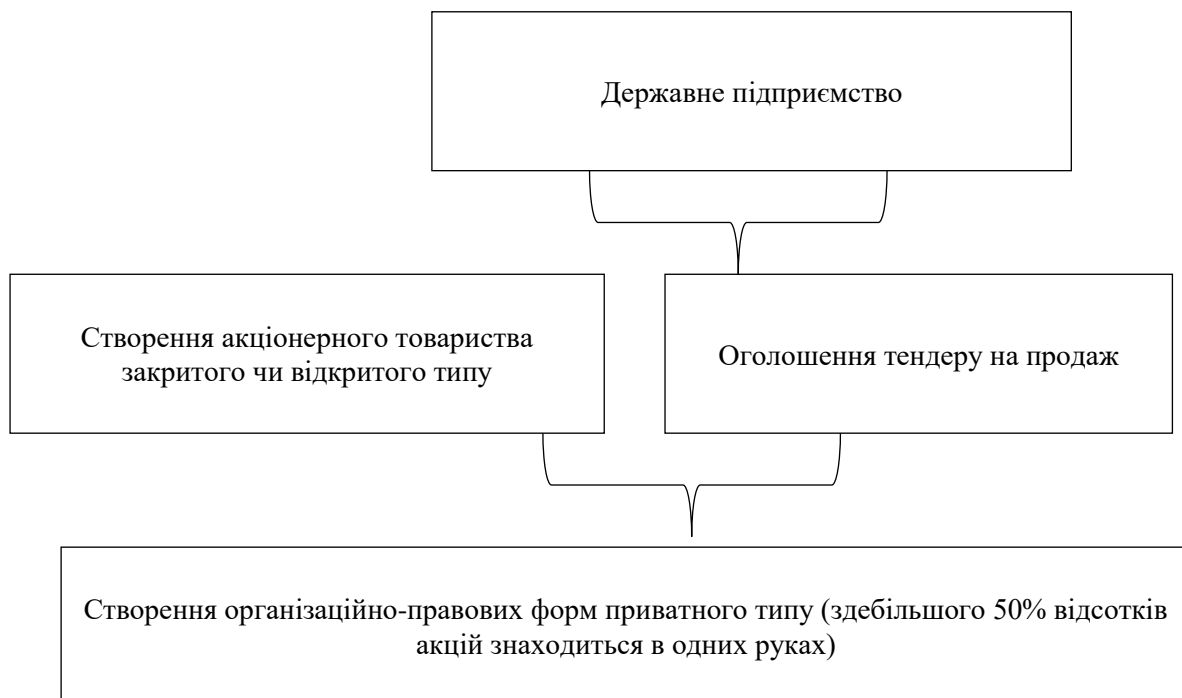 Державне підприємство
Створення акціонерного товариства
закритого чи відкритого типу
Оголошення тендеру на продаж
Створення організаційно-правових форм приватного типу (здебільшого 50% відсотків
акцій знаходиться в одних руках)